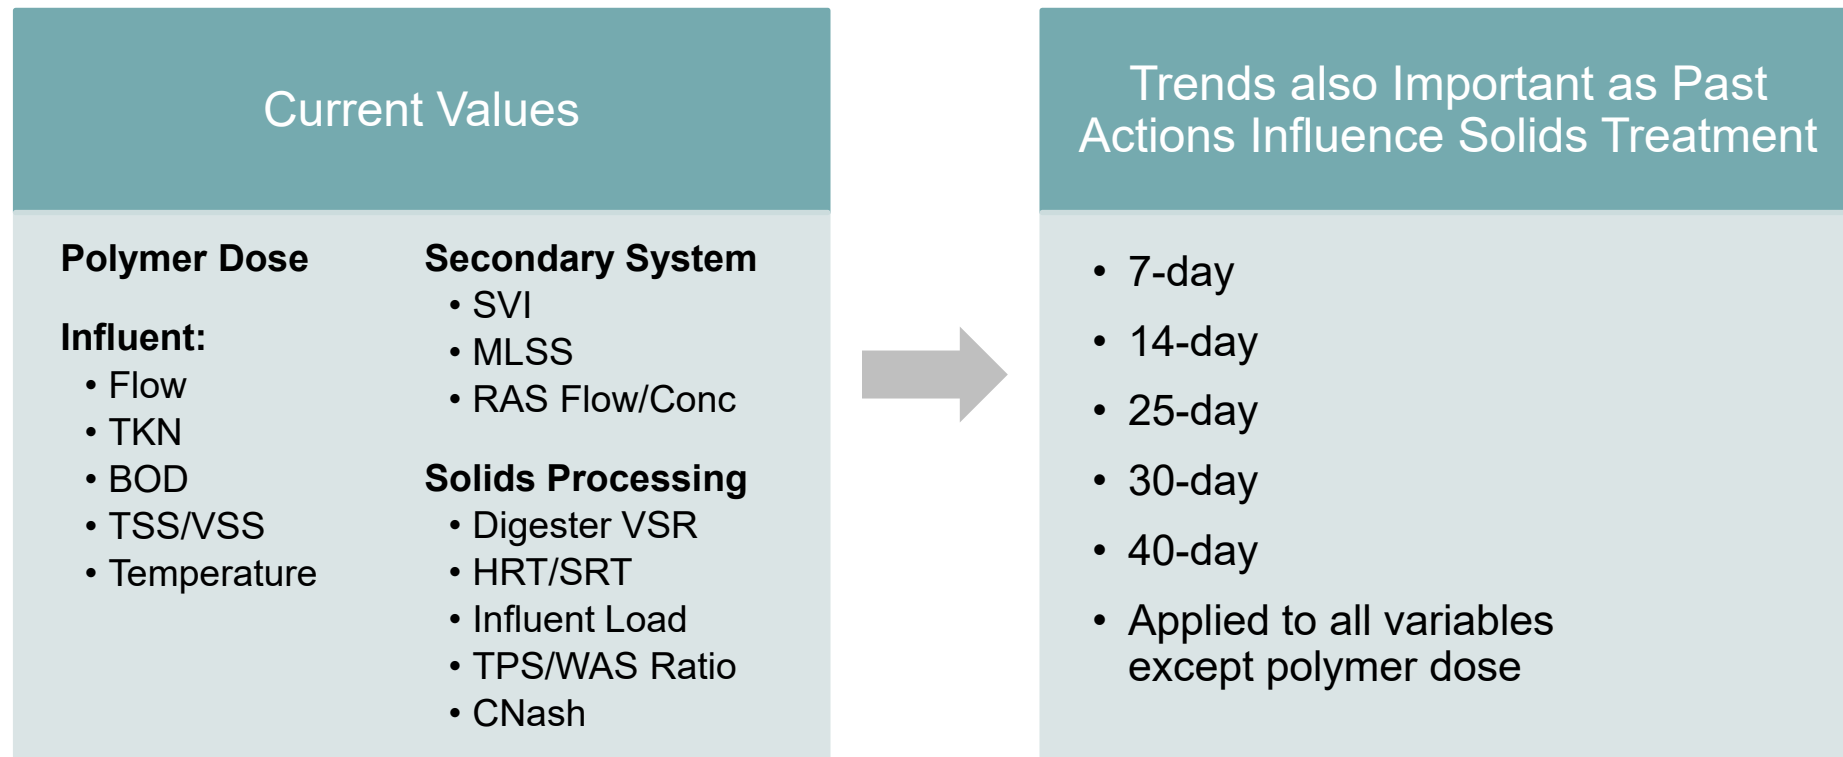 Current Values
Polymer Dose
Influent:
• Flow
• TKN
• BOD
• TSS/VSS
• Temperature
Secondary System
• SVI
• MLSS
• RAS Flow/Conc
Solids Processing
• Digester VSR
• HRT/SRT
• Influent Load
• TPS/WAS Ratio
• CNash
Trends also Important as Past
Actions Influence Solids Treatment
• 7-day
• 14-day
• 25-day
• 30-day
• 40-day
• Applied to all variables
except polymer dose